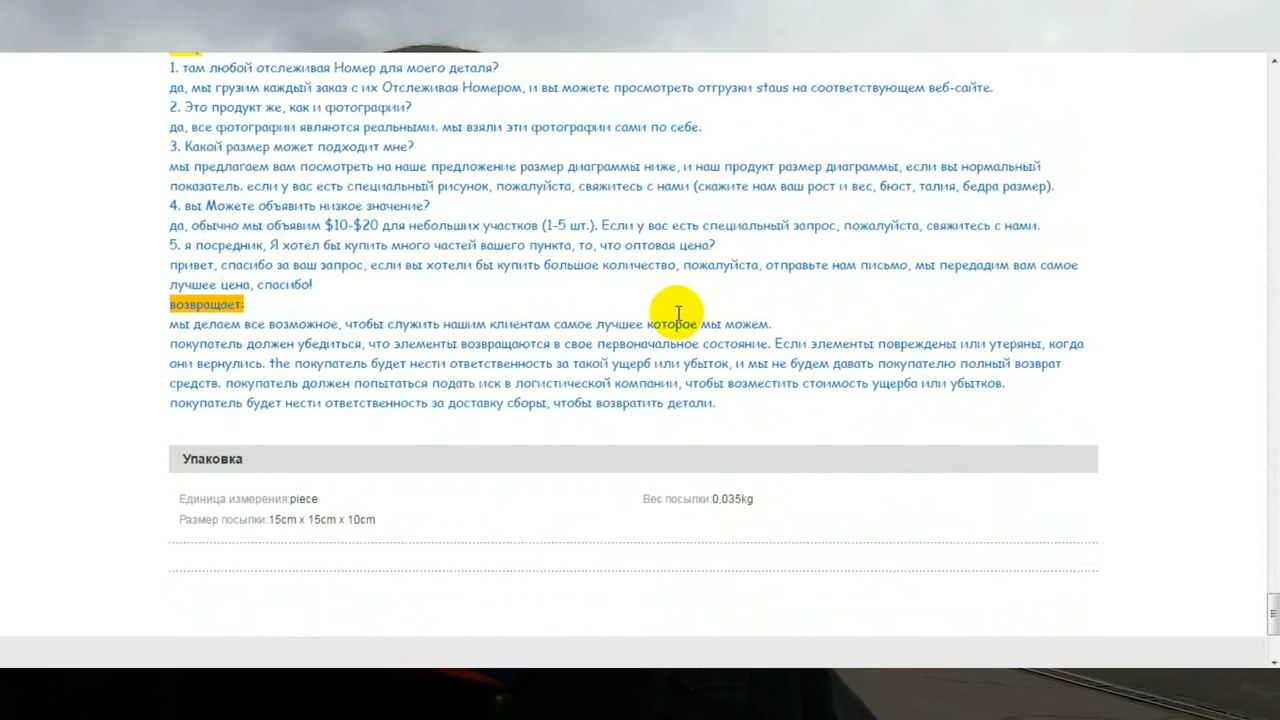 1. там любой отслеживая Номер для моего деталя?
да, мы грузим каждый заказ с их Отслеживая Номером, и вы можете просмотреть отгрузки staus на соответствующем веб-сайте.
2. Это продукт же, как и фотографии?
да, все фотографии являются реальными. мы взяли эти фотографии сами по себе.
3. Какой размер может подходит мне?
мы предлагаем вам посмотреть на наше предложение размер диаграммы ниже, и наш продукт размер диаграммы, если вы нормальный
показатель. если у вас есть специальный рисунок, пожалуйста, свяжитесь с нами (скажите нам ваш рост и вес, бюст, талия, бедра размер).
4. вы Можете объявить низкое значение?
да, обычно мы объявим $10-$20 для небольших участков (1-5 шт.). Если у вас есть специальный запрос, пожалуйста, свяжитесь с нами.
5. я посредник, Я хотел бы купить много частей вашего пункта, то, что оптовая цена?
привет, спасибо за ваш запрос, если вы хотели бы купить большое количество, пожалуйста, отправьте нам письмо, мы передадим вам самое
лучшее цена, спасибо!
возвращает:
мы делаем все возможное, чтобы служить нашим клиентам самое лучшее которое мы можем.
покупатель должен убедиться, что элементы возвращаются в свое первоначальное состояние. Если элементы повреждены или утеряны, когда
они вернулись. the покупатель будет нести ответственность за такой ущерб или убыток, и мы не будем давать покупателю полный возврат
средств. покупатель должен попытаться подать иск в логистической компании, чтобы возместить стоимость ущерба или убытков.
покупатель будет нести ответственность за доставку сборы, чтобы возвратить детали.
Упаковка
Единица измерения:piece Вес посылки:0.035kg
Размер посылки:15cm x 15cm x 10cm